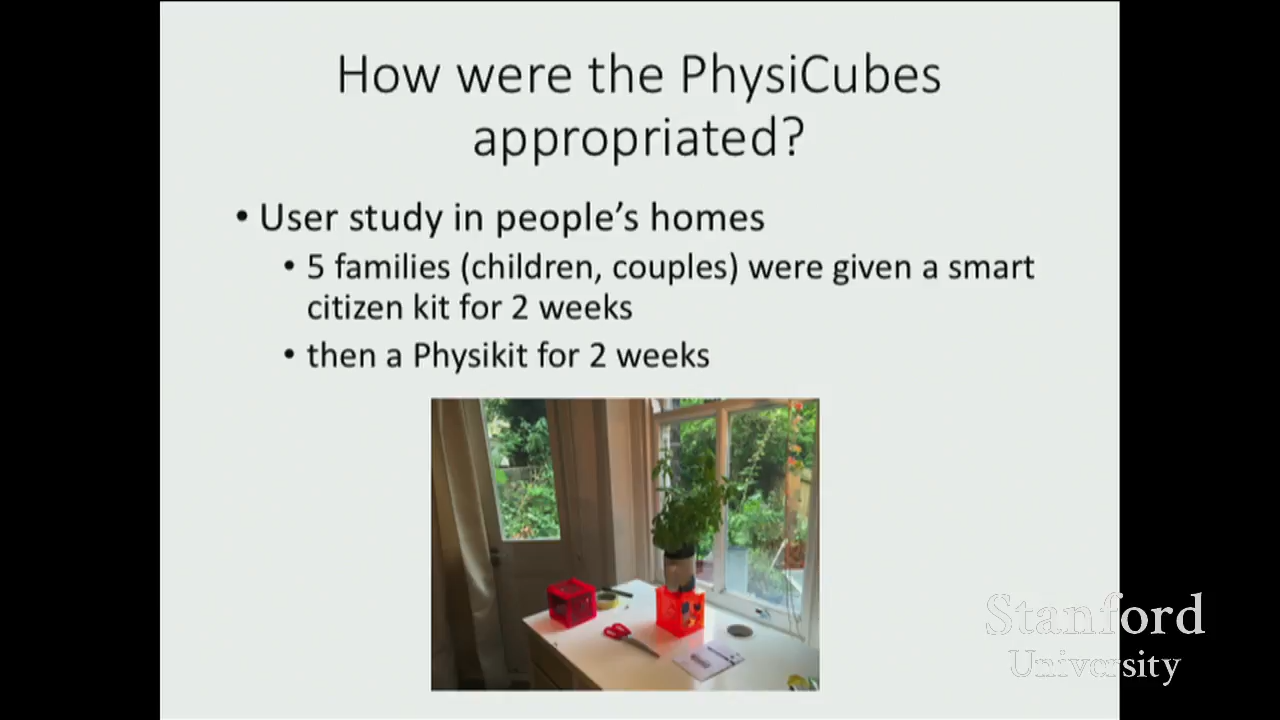 How were the PhysiCubes
appropriated?
• User study in people's homes
• 5 families (children, couples) were given a smart
citizen kit for 2 weeks
• then a Physikit for 2 weeks
Stanford
University